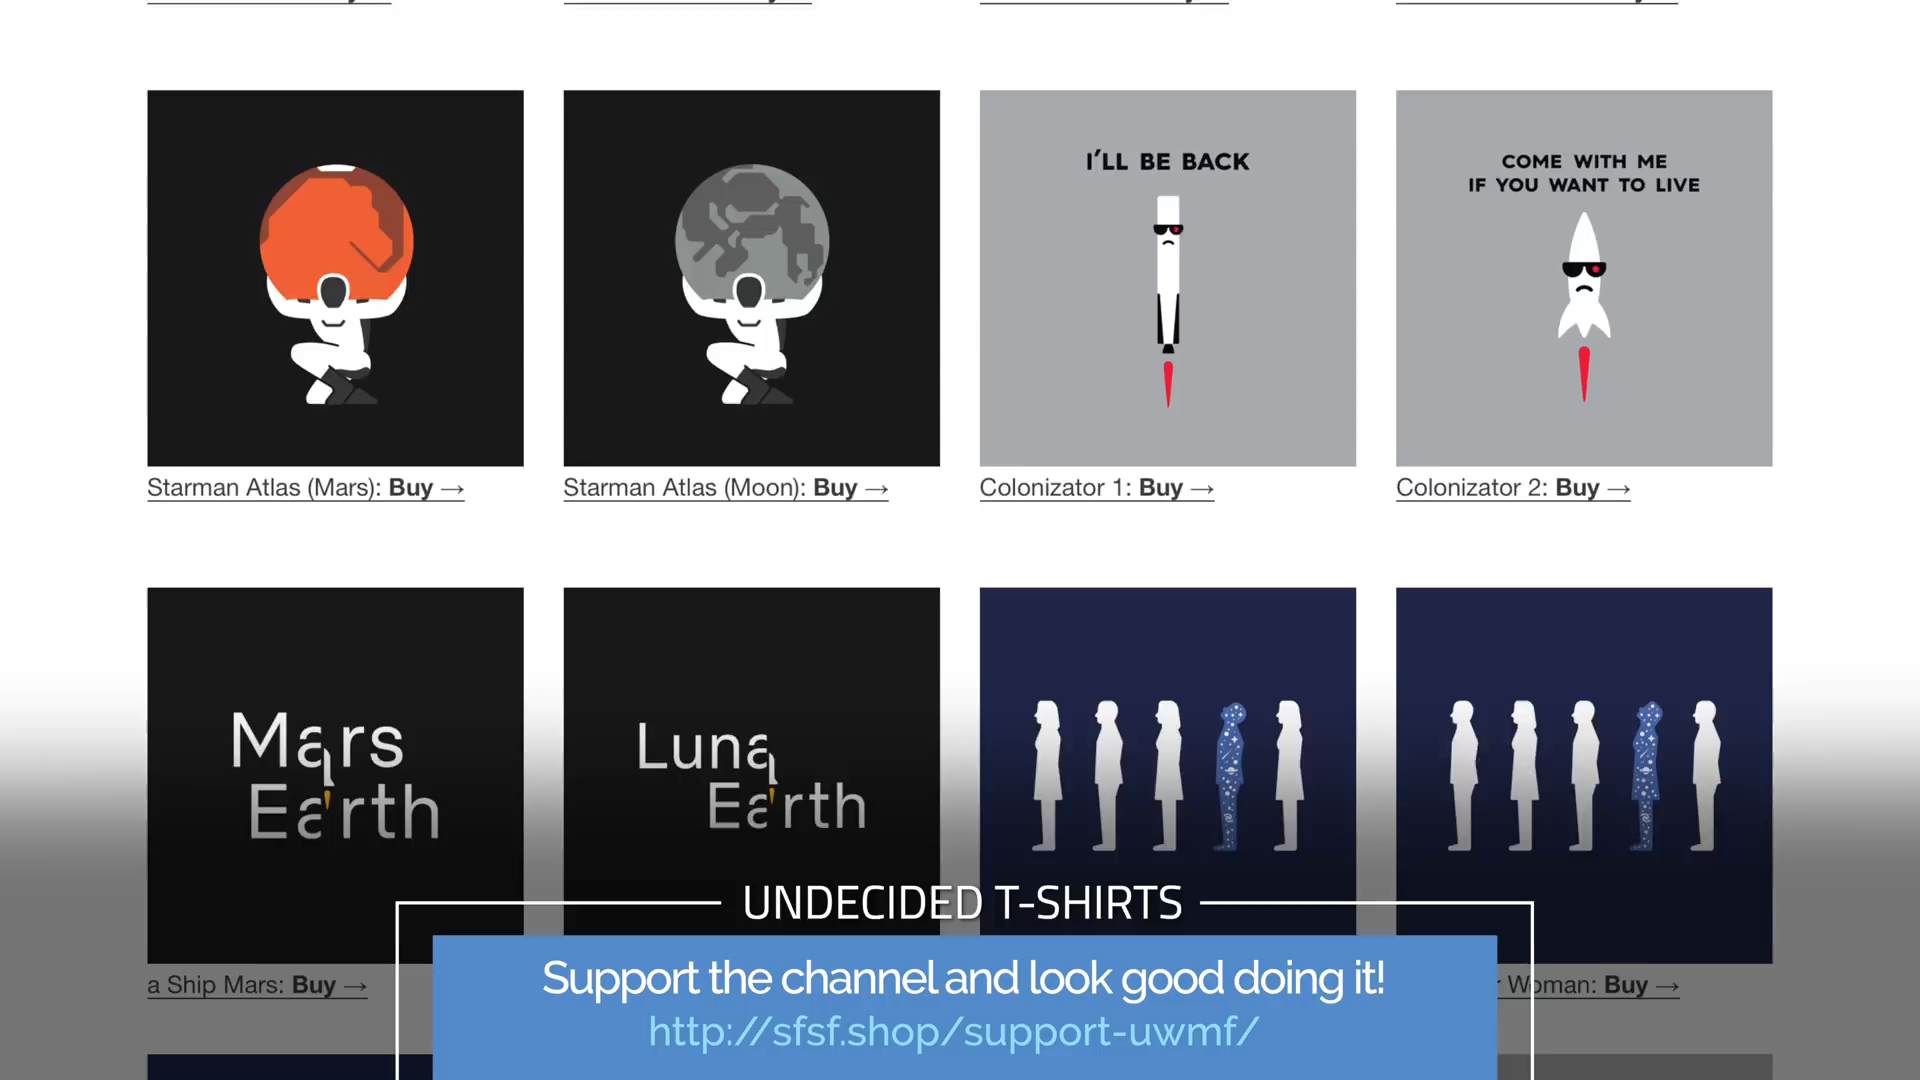 I'LL BE BACK
COME WITH ME
IF YOU WANT TO LIVE
Starman Atlas (Mars): Buy →
Starman Atlas (Moon): Buy →
Colonizator 1: Buy →
Colonizator 2: Buy →
Mars
Earth
Luna
Earth
UNDECIDED T-SHIRTS
a Ship Mars: Buy →
Woman: Buy →
Support the channel and look good doing it!
http://sfsf.shop/support-uwmf/